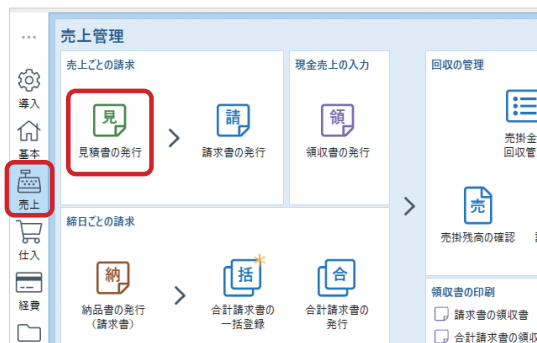 …
導入
基本
売上
仕入
経費
売上管理
売上ごとの請求
見
見積書の発行
請
請求書の発行
現金売上の入力
領
領収書の発行
締日ごとの請求
納
納品書の発行
（請求書）
括
合計請求書の
一括登録
合
合計請求書の
発行
回収の管理
売掛金
回収管
売
売掛残高の確認
領収書の印刷
請求書の領収書
合計請求書の領収